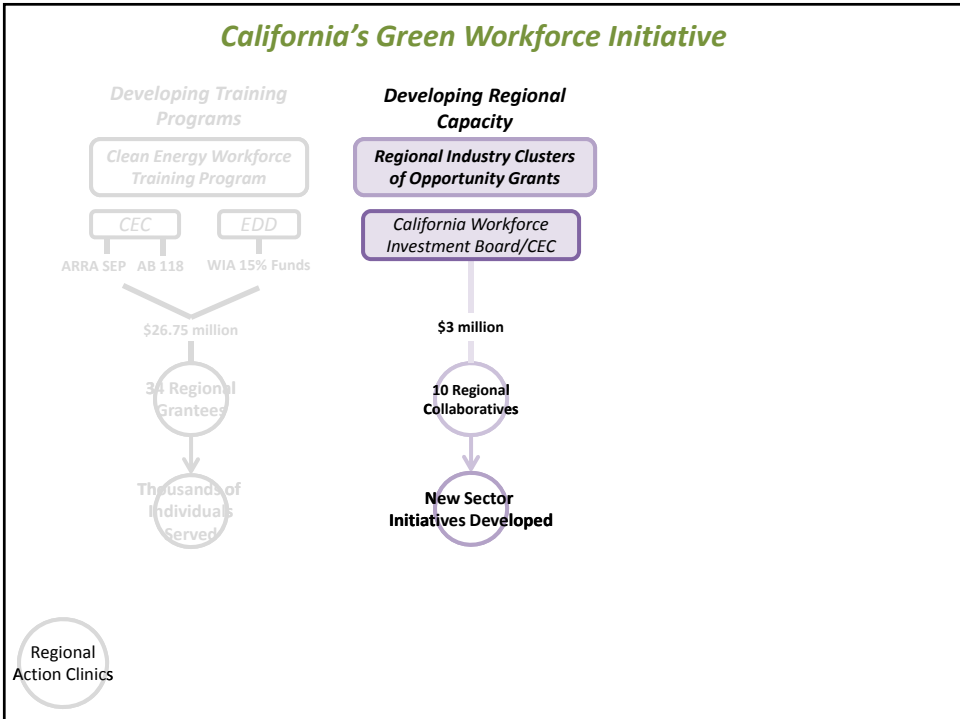 California’s Green Workforce Initiative
Developing Training
Programs
Clean Energy Workforce
Training Program
CEC
EDD
ARRA SEP
AB 118
WIA 15% Funds
$26.75 million
34 Regional
Grantees
Thousands of
Individuals
Served
Developing Regional
Capacity
Regional Industry Clusters
of Opportunity Grants
California Workforce
Investment Board/CEC
$3 million
10 Regional
Collaboratives
New Sector
Initiatives Developed
Regional
Action Clinics